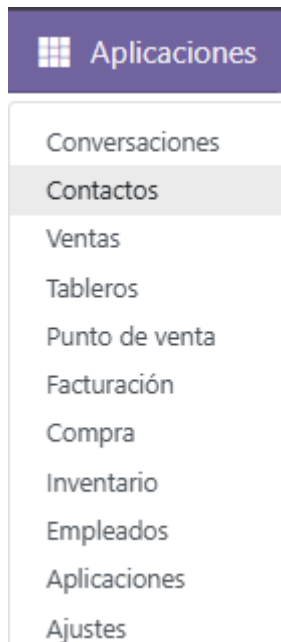 Aplicaciones
Conversaciones
Contactos
Ventas
Tableros
Punto de venta
Facturación
Compra
Inventario
Empleados
Aplicaciones
Ajustes